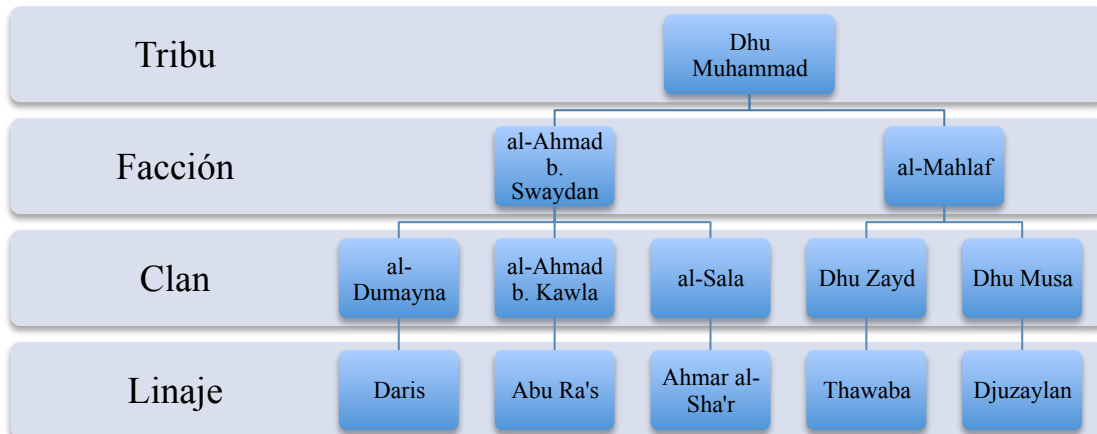 Tribu
Dhu
Muhammad
Facción
al-Ahmad
b.
Swaydan
al-Mahlaf
Clan
al-
Dumayna
al-Ahmad
b. Kawla
al-Sala
Dhu Zayd
Dhu Musa
Linaje
Daris
Abu Ra's
Ahmar al-
Sha'r
Thawaba
Djuzaylan